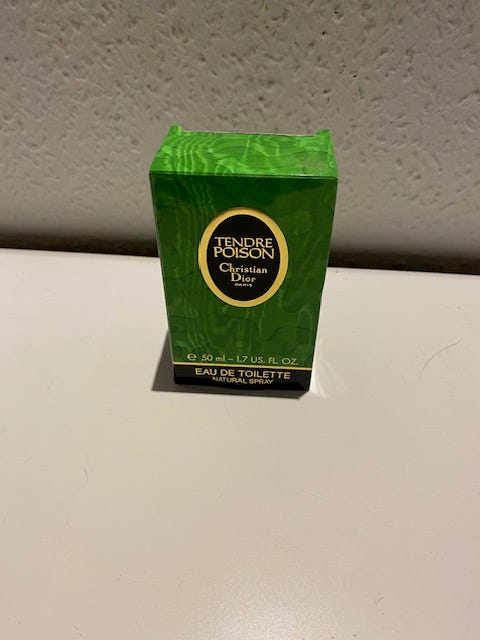 TENDRE
POISON
Christian
Dior
PARIS
℮ 50 ml – 1.7 US. FL. OZ.
EAU DE TOILETTE
NATURAL SPRAY